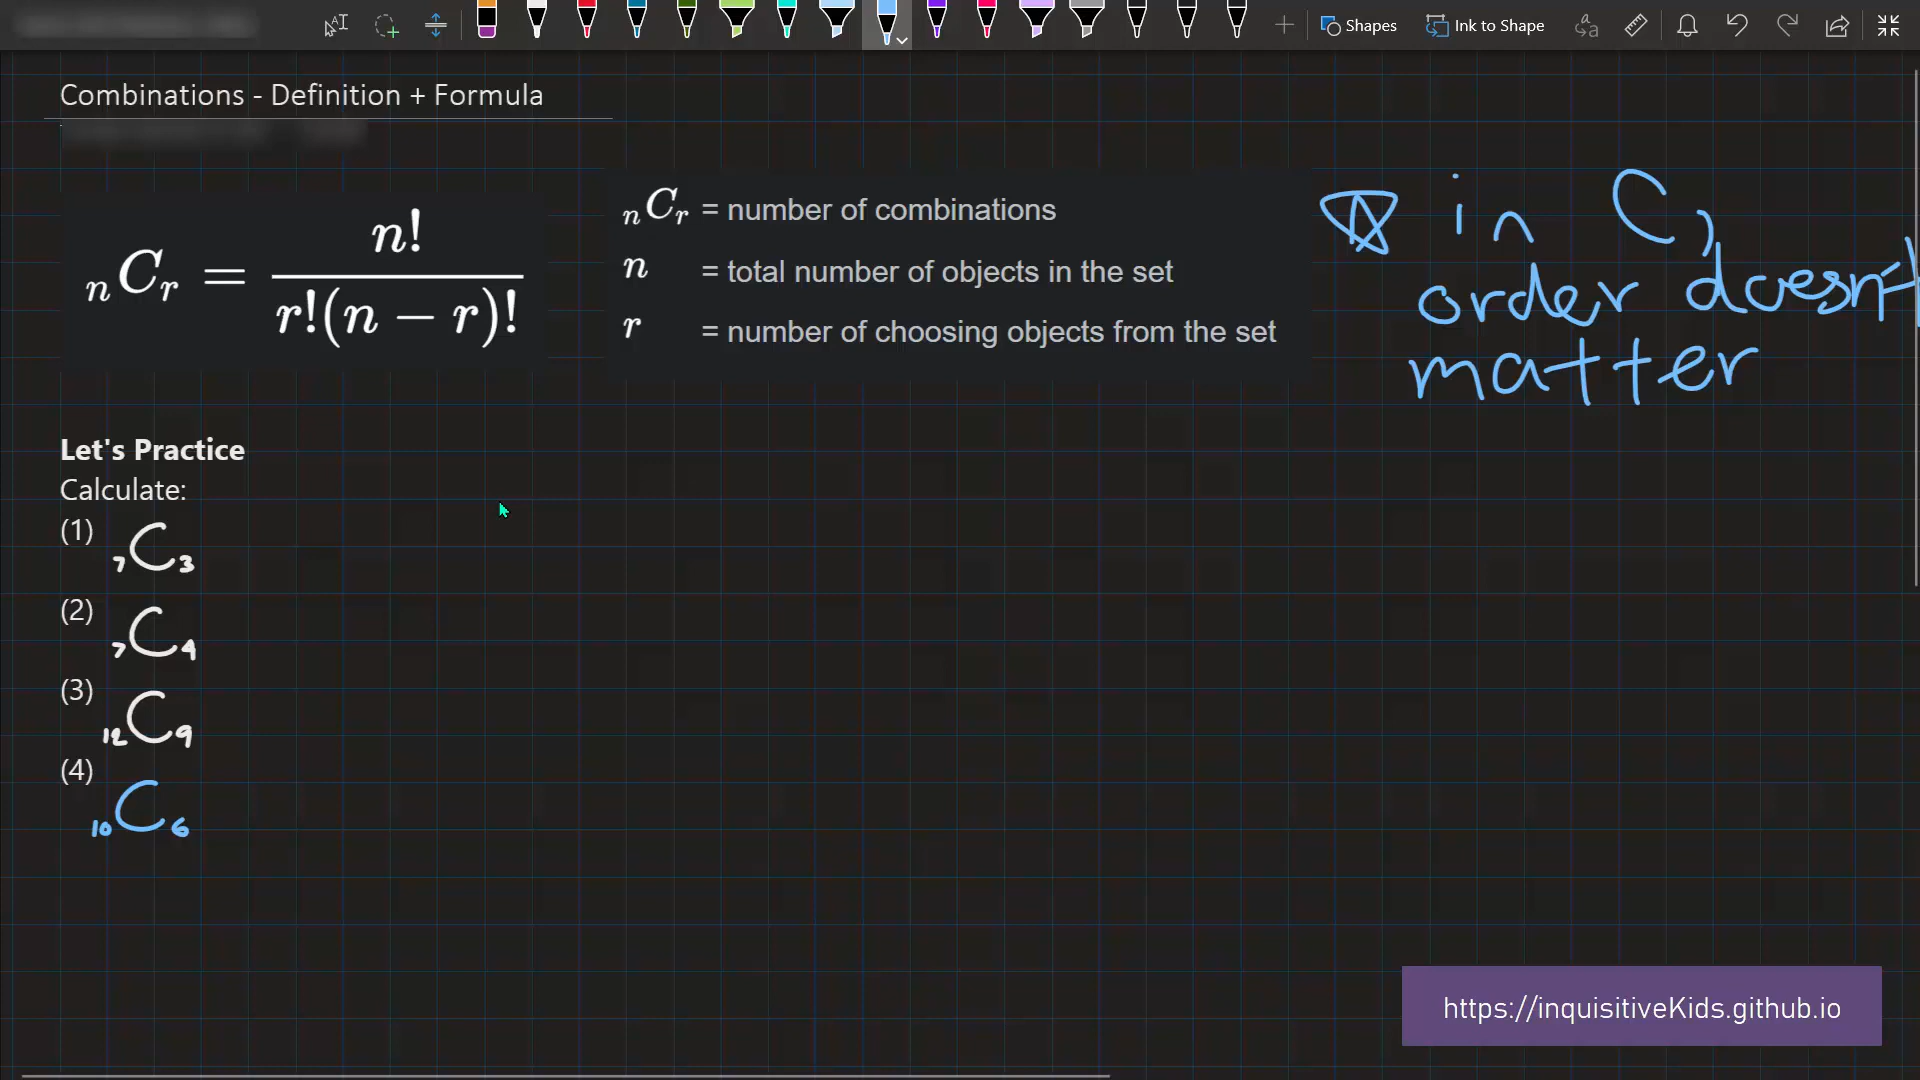 Shapes
Ink to Shape
Combinations - Definition + Formula
nCr = n! / r!(n − r)!
nCr = number of combinations
n = total number of objects in the set
r = number of choosing objects from the set
in C,
order doesn't
matter
Let's Practice
Calculate:
(1) 7C3
(2) 7C4
(3) 12C9
(4) 10C6
https://inquisitiveKids.github.io